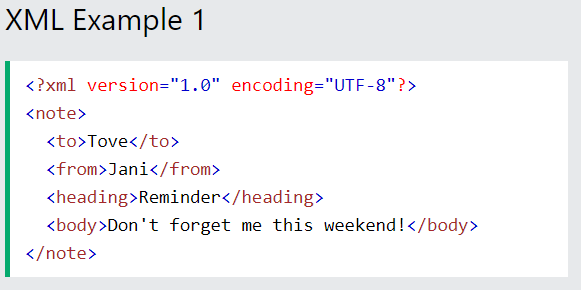 XML Example 1
<?xml version="1.0" encoding="UTF-8"?>
<note>
  <to>Tove</to>
  <from>Jani</from>
  <heading>Reminder</heading>
  <body>Don't forget me this weekend!</body>
</note>